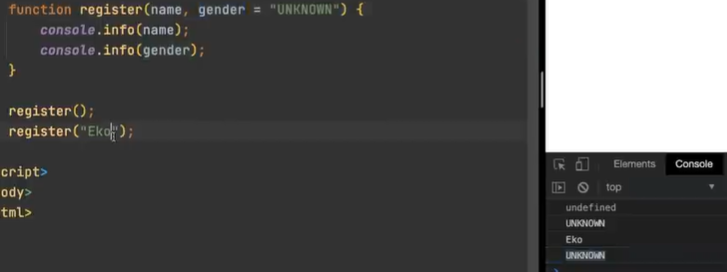 function register(name, gender = "UNKNOWN") {
console.info(name);
console.info(gender);
}
register();
register("Eko");
cript>
ody>
tml>
Elements Console
top
undefined
UNKNOWN
Eko
UNKNOWN